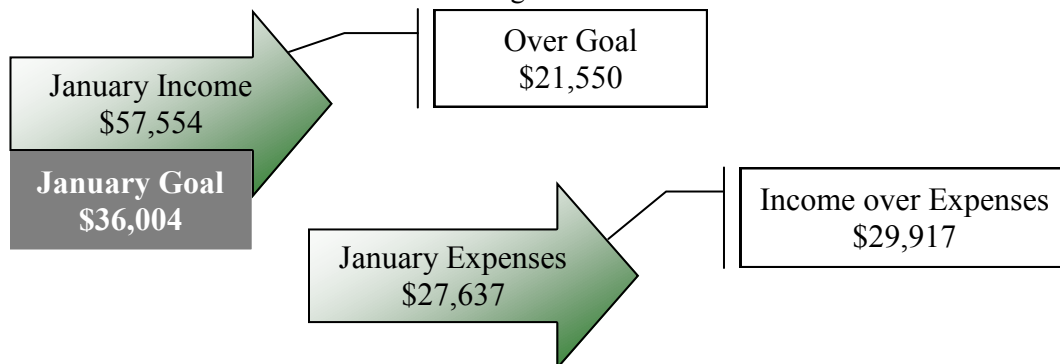 Over Goal
$21,550
January Income
$57,554
January Goal
$36,004
Income over Expenses
$29,917
January Expenses
$27,637